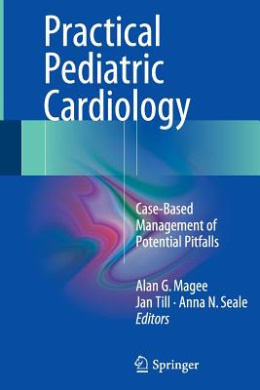 Practical
Pediatric
Cardiology
Case-Based
Management of
Potential Pitfalls
Alan G. Magee
Jan Till · Anna N. Seale
Editors
Springer